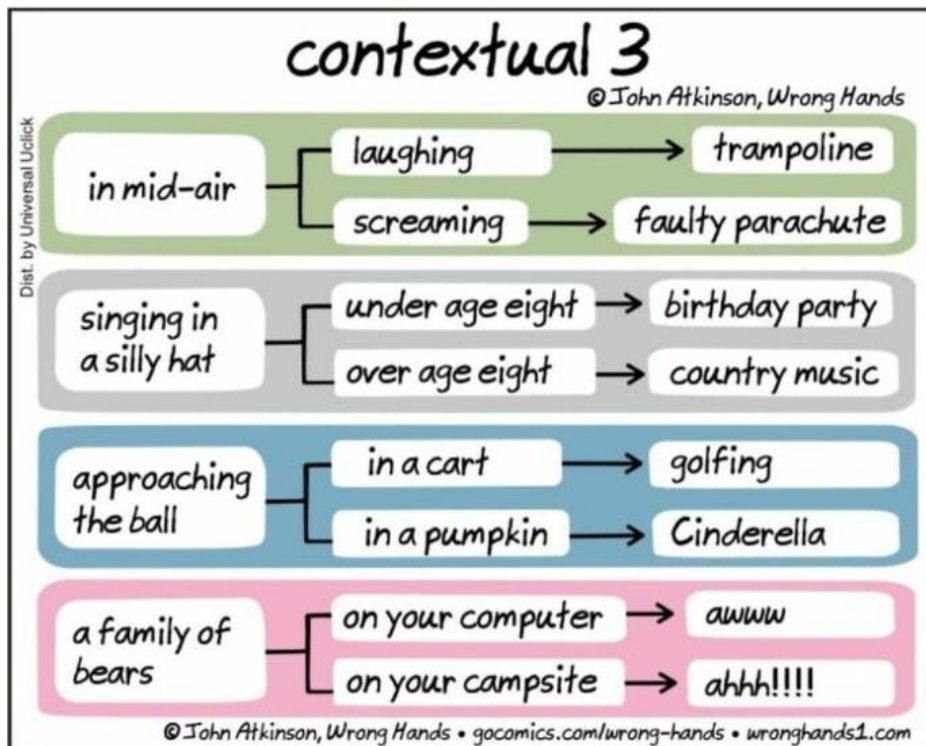 contextual 3
© John Atkinson, Wrong Hands
Dist. by Universal Uclick
in mid-air
laughing
trampoline
screaming
faulty parachute
singing in
a silly hat
under age eight
birthday party
over age eight
country music
approaching
the ball
in a cart
golfing
in a pumpkin
Cinderella
a family of
bears
on your computer
awww
on your campsite
ahhh!!!!
© John Atkinson, Wrong Hands • gocomics.com/wrong-hands • wronghands1.com